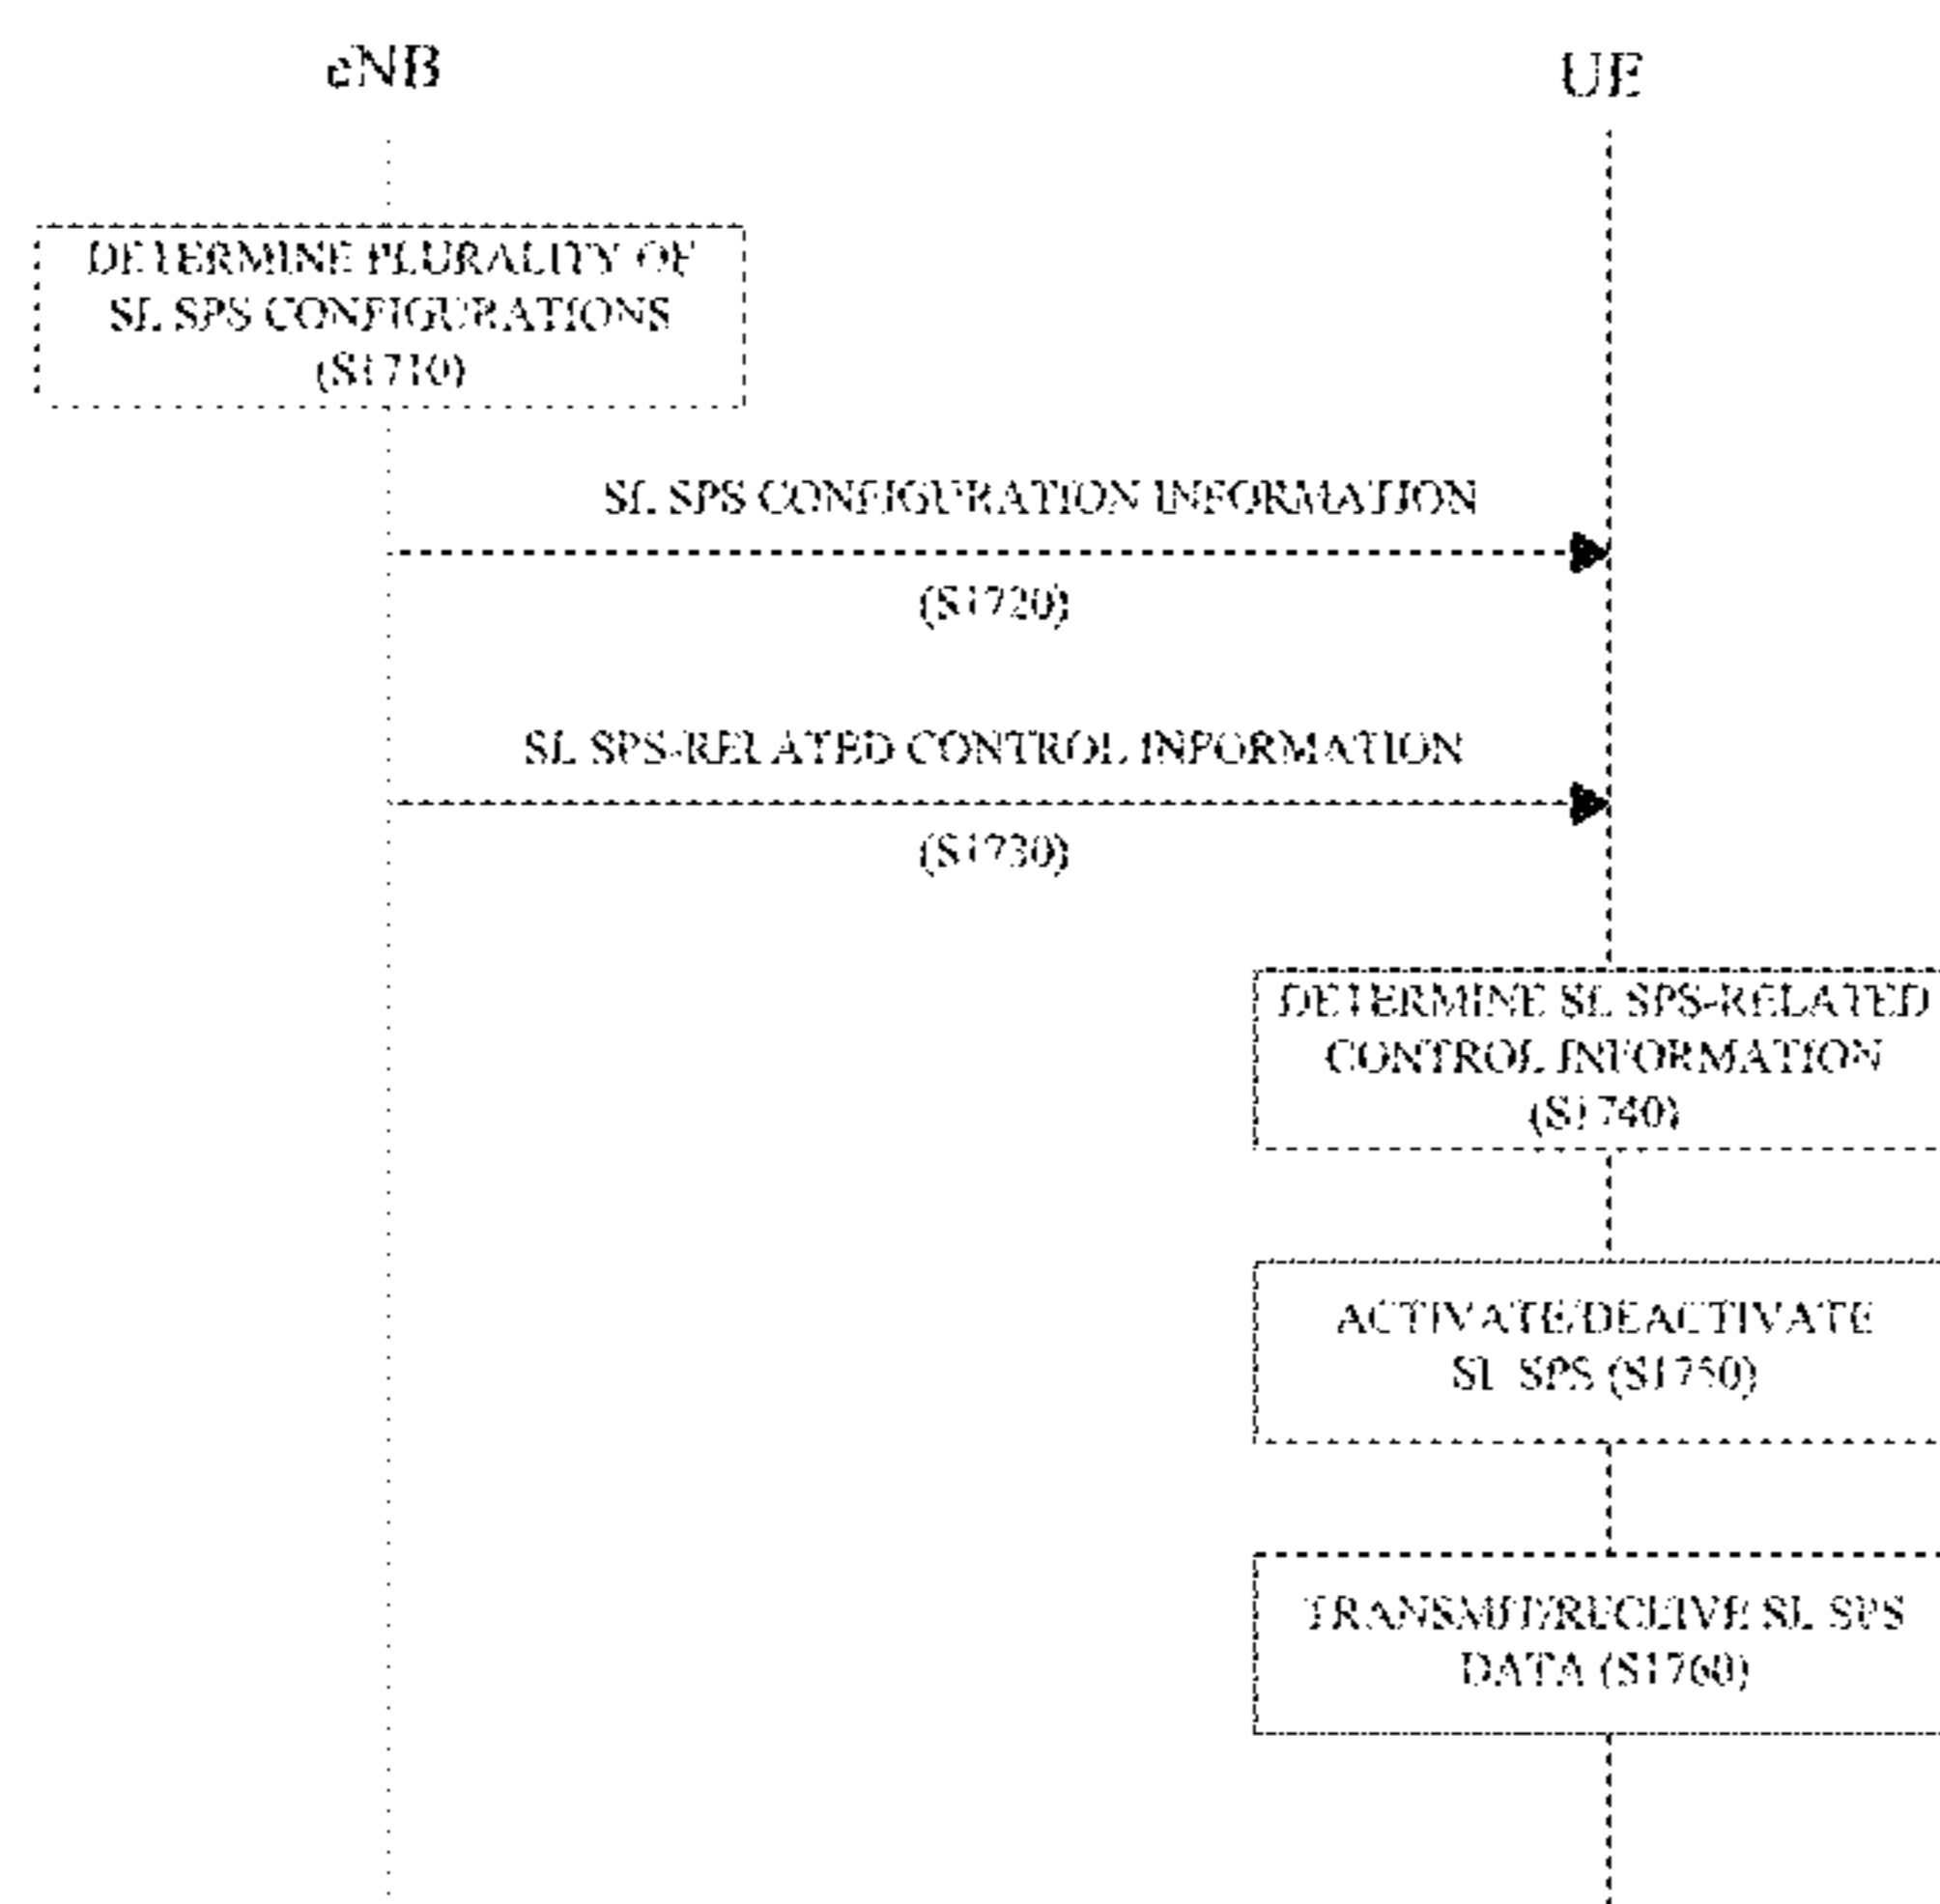 eNB
UE
DETERMINE PLURALITY OF
SL SPS CONFIGURATIONS
(S1710)
SL SPS CONFIGURATION INFORMATION
(S1720)
SL SPS-RELATED CONTROL INFORMATION
(S1730)
DETERMINE SL SPS-RELATED
CONTROL INFORMATION
(S1740)
ACTIVATE/DEACTIVATE
SL SPS (S1750)
TRANSMIT/RECEIVE SL SPS
DATA (S1760)